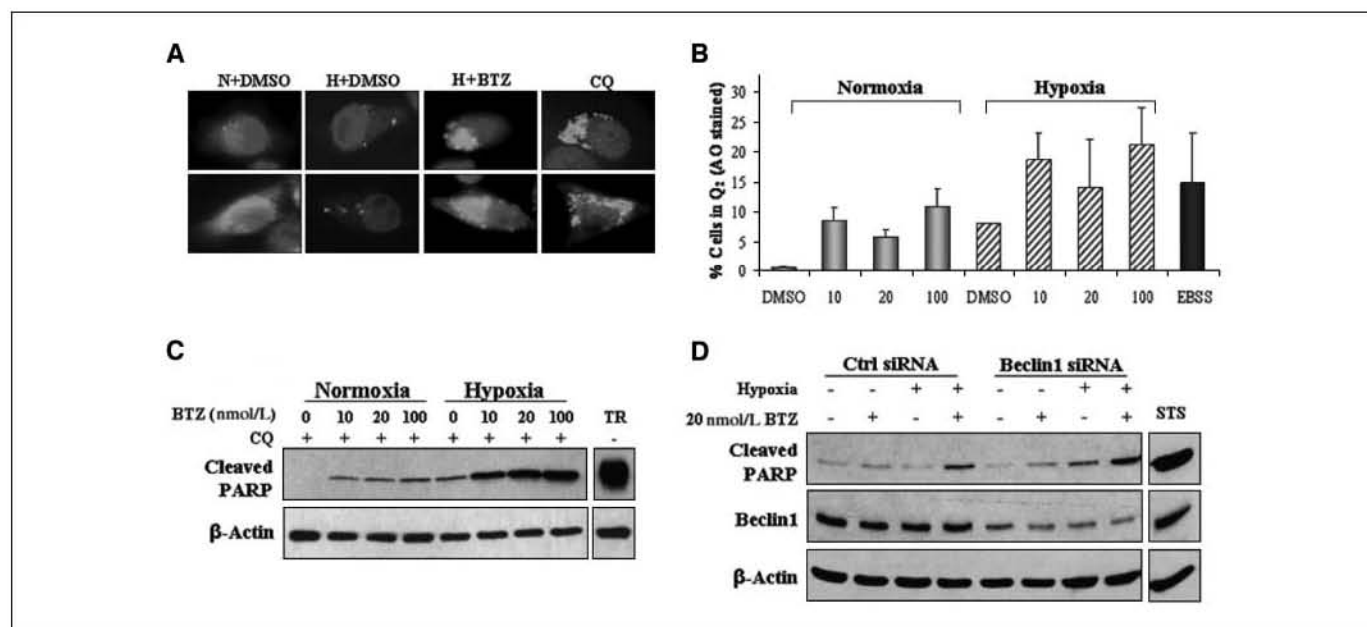 A
N+DMSO H+DMSO H+BTZ CQ
B
% Cells in Q2 (AO stained)
30
25
20
15
10
5
0
Normoxia Hypoxia
DMSO 10 20 100 DMSO 10 20 100 EBSS
C
Normoxia Hypoxia
BTZ (nmol/L) 0 10 20 100 0 10 20 100 TR
CQ + + + + + + + + -
Cleaved
PARP
β-Actin
D
Ctrl siRNA Beclin1 siRNA
Hypoxia - - + + - - + +
20 nmol/L BTZ - + - + - + - + STS
Cleaved
PARP
Beclin1
β-Actin